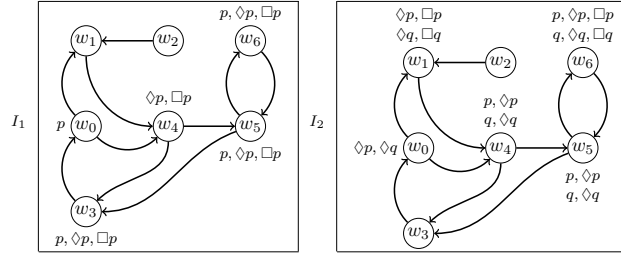 p, ◊p, □p
w₁
w₂
w₆
◊p, □p
I₁
p
w₀
w₄
w₅
p, ◊p, □p
w₃
p, ◊p, □p
◊p, □p
◊q, □q
p, ◊p, □p
q, ◊q, □q
w₁
w₂
w₆
p, ◊p
q, ◊q
I₂
◊p, ◊q
w₀
w₄
w₅
p, ◊p
q, ◊q
w₃